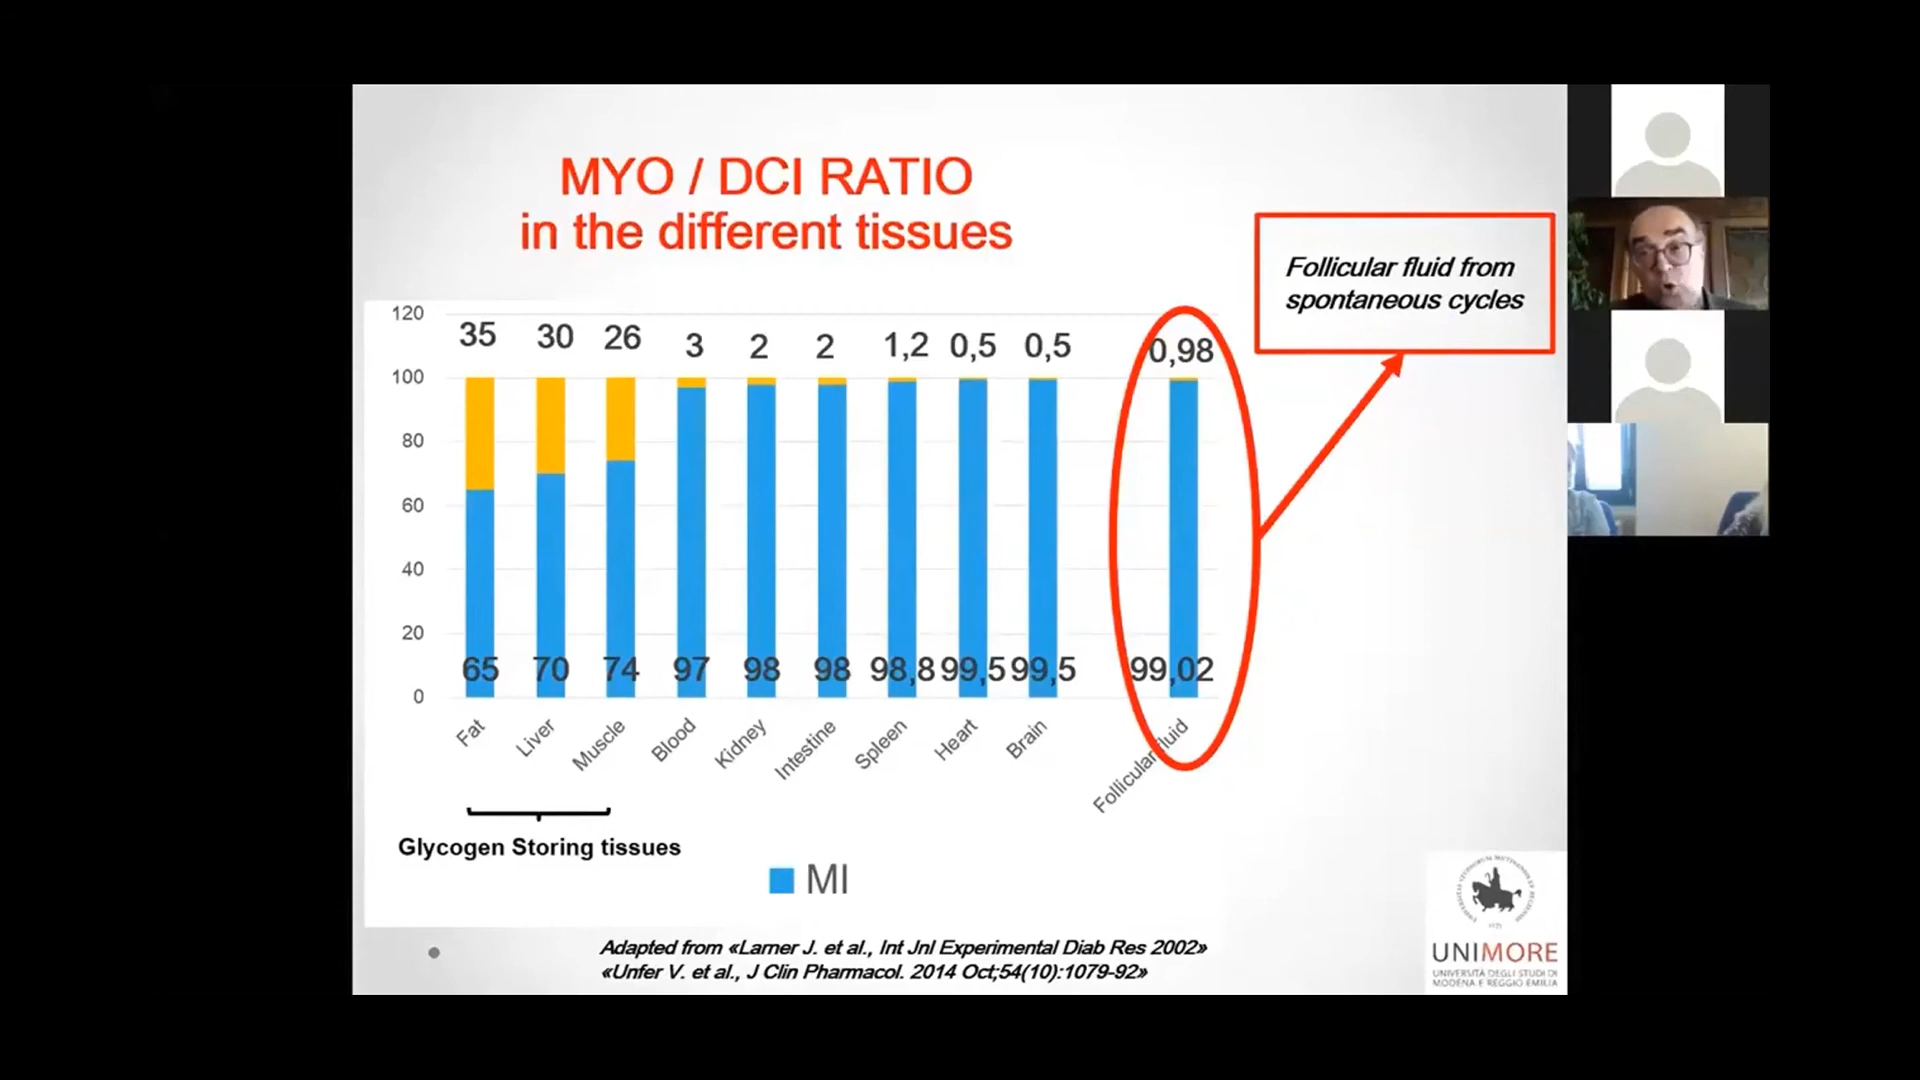 MYO / DCI RATIO
in the different tissues
Follicular fluid from
spontaneous cycles
120
100
80
60
40
20
0
35 30 26 3 2 2 1,2 0,5 0,5 0,98
65 70 74 97 98 98 98,8 99,5 99,5 99,02
Fat Liver Muscle Blood Kidney Intestine Spleen Heart Brain Follicular fluid
Glycogen Storing tissues
MI
Adapted from «Larner J. et al., Int Jnl Experimental Diab Res 2002»
«Unfer V. et al., J Clin Pharmacol. 2014 Oct;54(10):1079-92»
UNIMORE
UNIVERSITÀ DEGLI STUDI DI
MODENA E REGGIO EMILIA